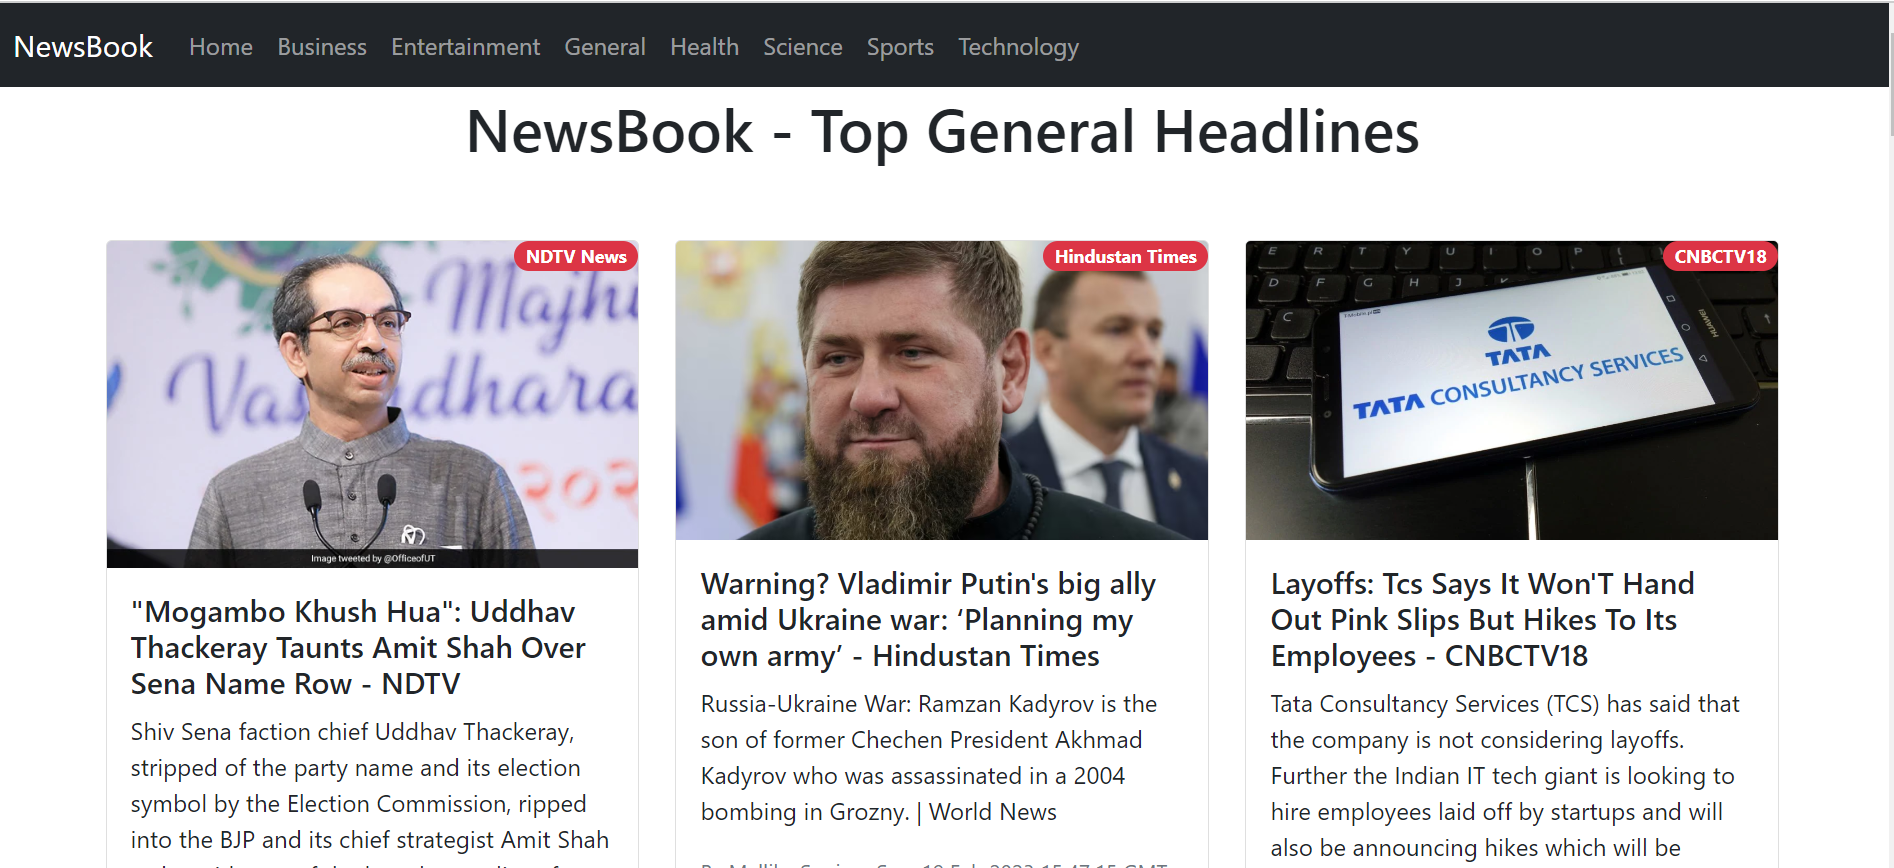 NewsBook Home Business Entertainment General Health Science Sports Technology
NewsBook - Top General Headlines
NDTV News
Majhi
Vasundhara
Image tweeted by @OfficeofUT
"Mogambo Khush Hua": Uddhav
Thackeray Taunts Amit Shah Over
Sena Name Row - NDTV
Shiv Sena faction chief Uddhav Thackeray,
stripped of the party name and its election
symbol by the Election Commission, ripped
into the BJP and its chief strategist Amit Shah
Hindustan Times
Warning? Vladimir Putin's big ally
amid Ukraine war: ‘Planning my
own army’ - Hindustan Times
Russia-Ukraine War: Ramzan Kadyrov is the
son of former Chechen President Akhmad
Kadyrov who was assassinated in a 2004
bombing in Grozny. | World News
CNBCTV18
E R T Y U I O P
D F G H J K
C
HUAWEI
TATA
TATA CONSULTANCY SERVICES
Layoffs: Tcs Says It Won'T Hand
Out Pink Slips But Hikes To Its
Employees - CNBCTV18
Tata Consultancy Services (TCS) has said that
the company is not considering layoffs.
Further the Indian IT tech giant is looking to
hire employees laid off by startups and will
also be announcing hikes which will be